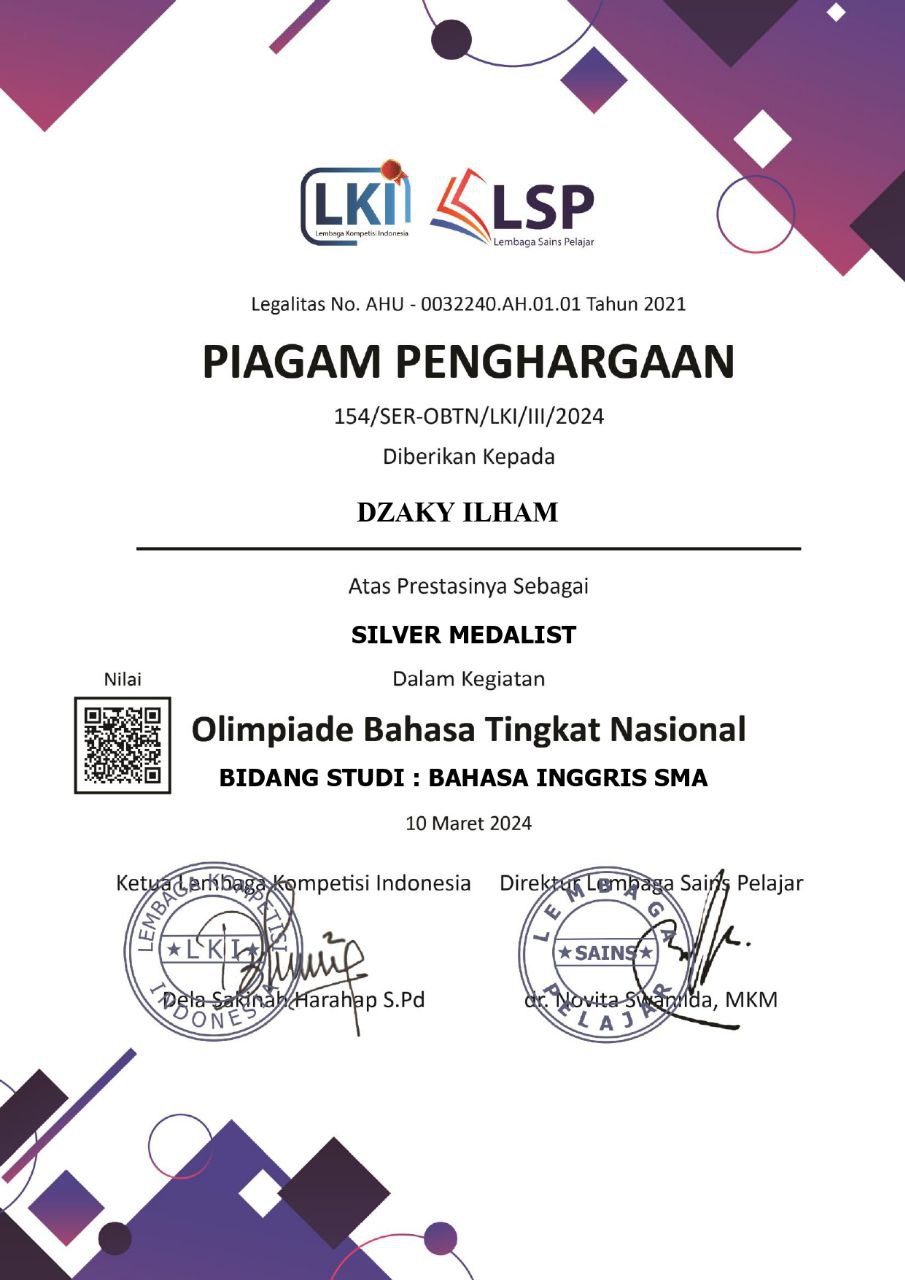 LKI
Lembaga Kompetisi Indonesia
LSP
Lembaga Sains Pelajar
Legalitas No. AHU - 0032240.AH.01.01 Tahun 2021
PIAGAM PENGHARGAAN
154/SER-OBTN/LKI/III/2024
Diberikan Kepada
DZAKY ILHAM
Atas Prestasinya Sebagai
SILVER MEDALIST
Nilai
Dalam Kegiatan
Olimpiade Bahasa Tingkat Nasional
BIDANG STUDI : BAHASA INGGRIS SMA
10 Maret 2024
Ketua Lembaga Kompetisi Indonesia
LEMBAGA KOMPETISI
LKI
INDONESIA
Dela Sakinah Harahap S.Pd
Direktur Lembaga Sains Pelajar
LEMBAGA
SAINS
PELAJAR
dr. Novita MKM